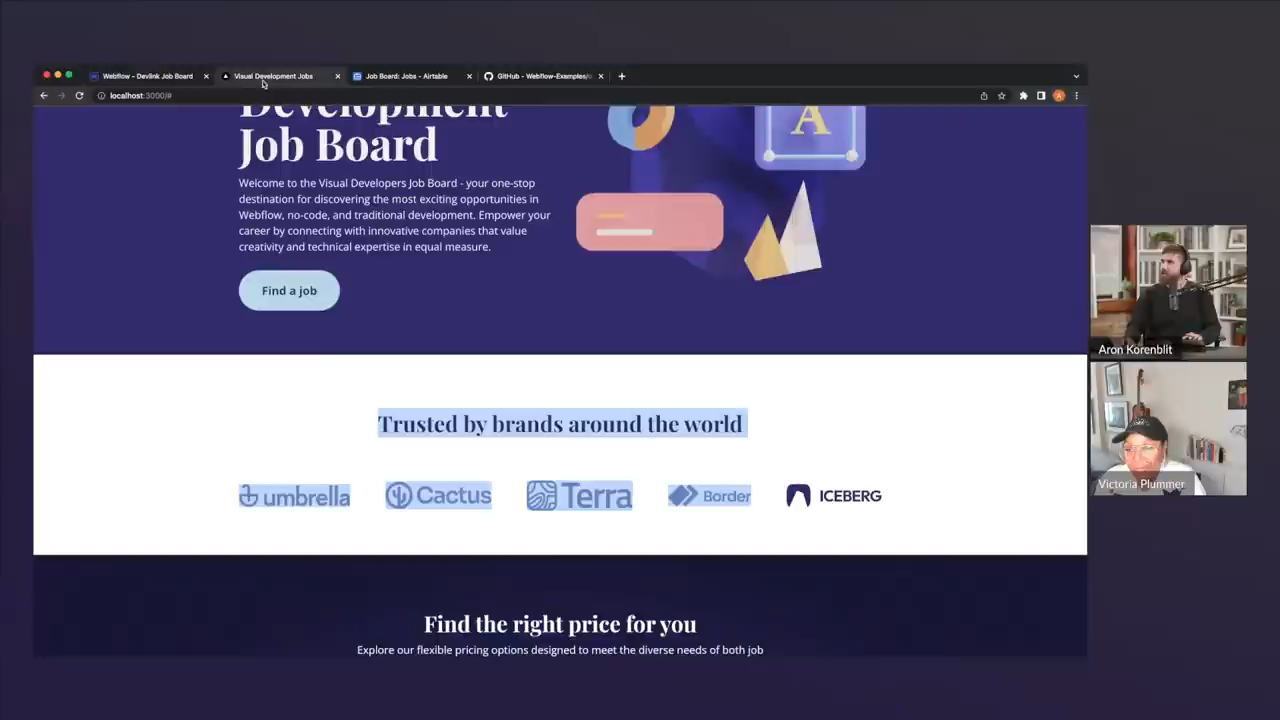 Webflow - Devlink Job Board
Visual Development Jobs
Job Board: Jobs - Airtable
GitHub - Webflow-Examples/
localhost:3000/#
A
Development
Job Board
A
Welcome to the Visual Developers Job Board - your one-stop
destination for discovering the most exciting opportunities in
Webflow, no-code, and traditional development. Empower your
career by connecting with innovative companies that value
creativity and technical expertise in equal measure.
Find a job
Aron Korenblit
Trusted by brands around the world
Victoria Plummer
umbrella
Cactus
Terra
Border
ICEBERG
Find the right price for you
Explore our flexible pricing options designed to meet the diverse needs of both job